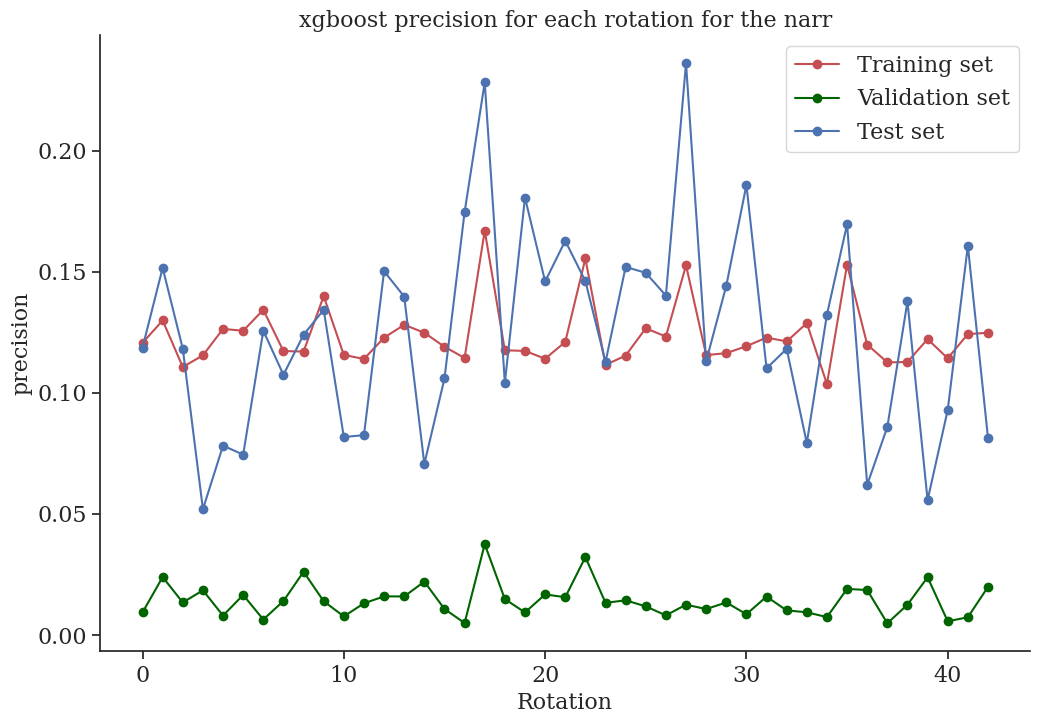 xgboost precision for each rotation for the narr
Training set
Validation set
Test set
precision
0.20
0.15
0.10
0.05
0.00
0 10 20 30 40
Rotation